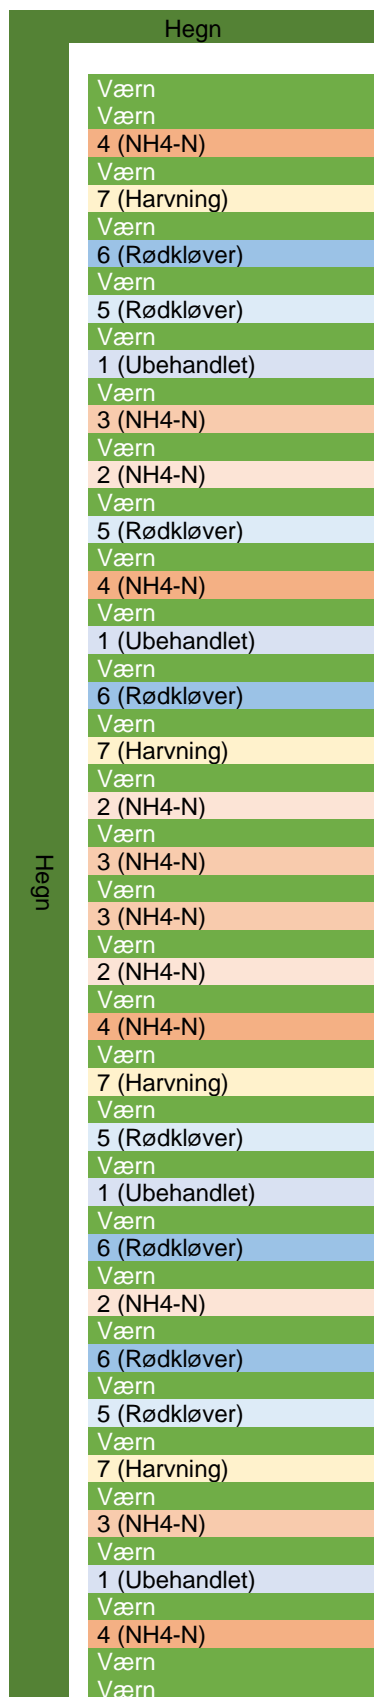 Hegn
Værn
Værn
4 (NH4-N)
Værn
7 (Harvning)
Værn
6 (Rødkløver)
Værn
5 (Rødkløver)
Værn
1 (Ubehandlet)
Værn
3 (NH4-N)
Værn
2 (NH4-N)
Værn
5 (Rødkløver)
Værn
4 (NH4-N)
Værn
1 (Ubehandlet)
Værn
6 (Rødkløver)
Værn
7 (Harvning)
Værn
2 (NH4-N)
Værn
3 (NH4-N)
Værn
3 (NH4-N)
Værn
2 (NH4-N)
Værn
4 (NH4-N)
Værn
7 (Harvning)
Værn
5 (Rødkløver)
Værn
1 (Ubehandlet)
Værn
6 (Rødkløver)
Værn
2 (NH4-N)
Værn
6 (Rødkløver)
Værn
5 (Rødkløver)
Værn
7 (Harvning)
Værn
3 (NH4-N)
Værn
1 (Ubehandlet)
Værn
4 (NH4-N)
Værn
Værn
Hegn